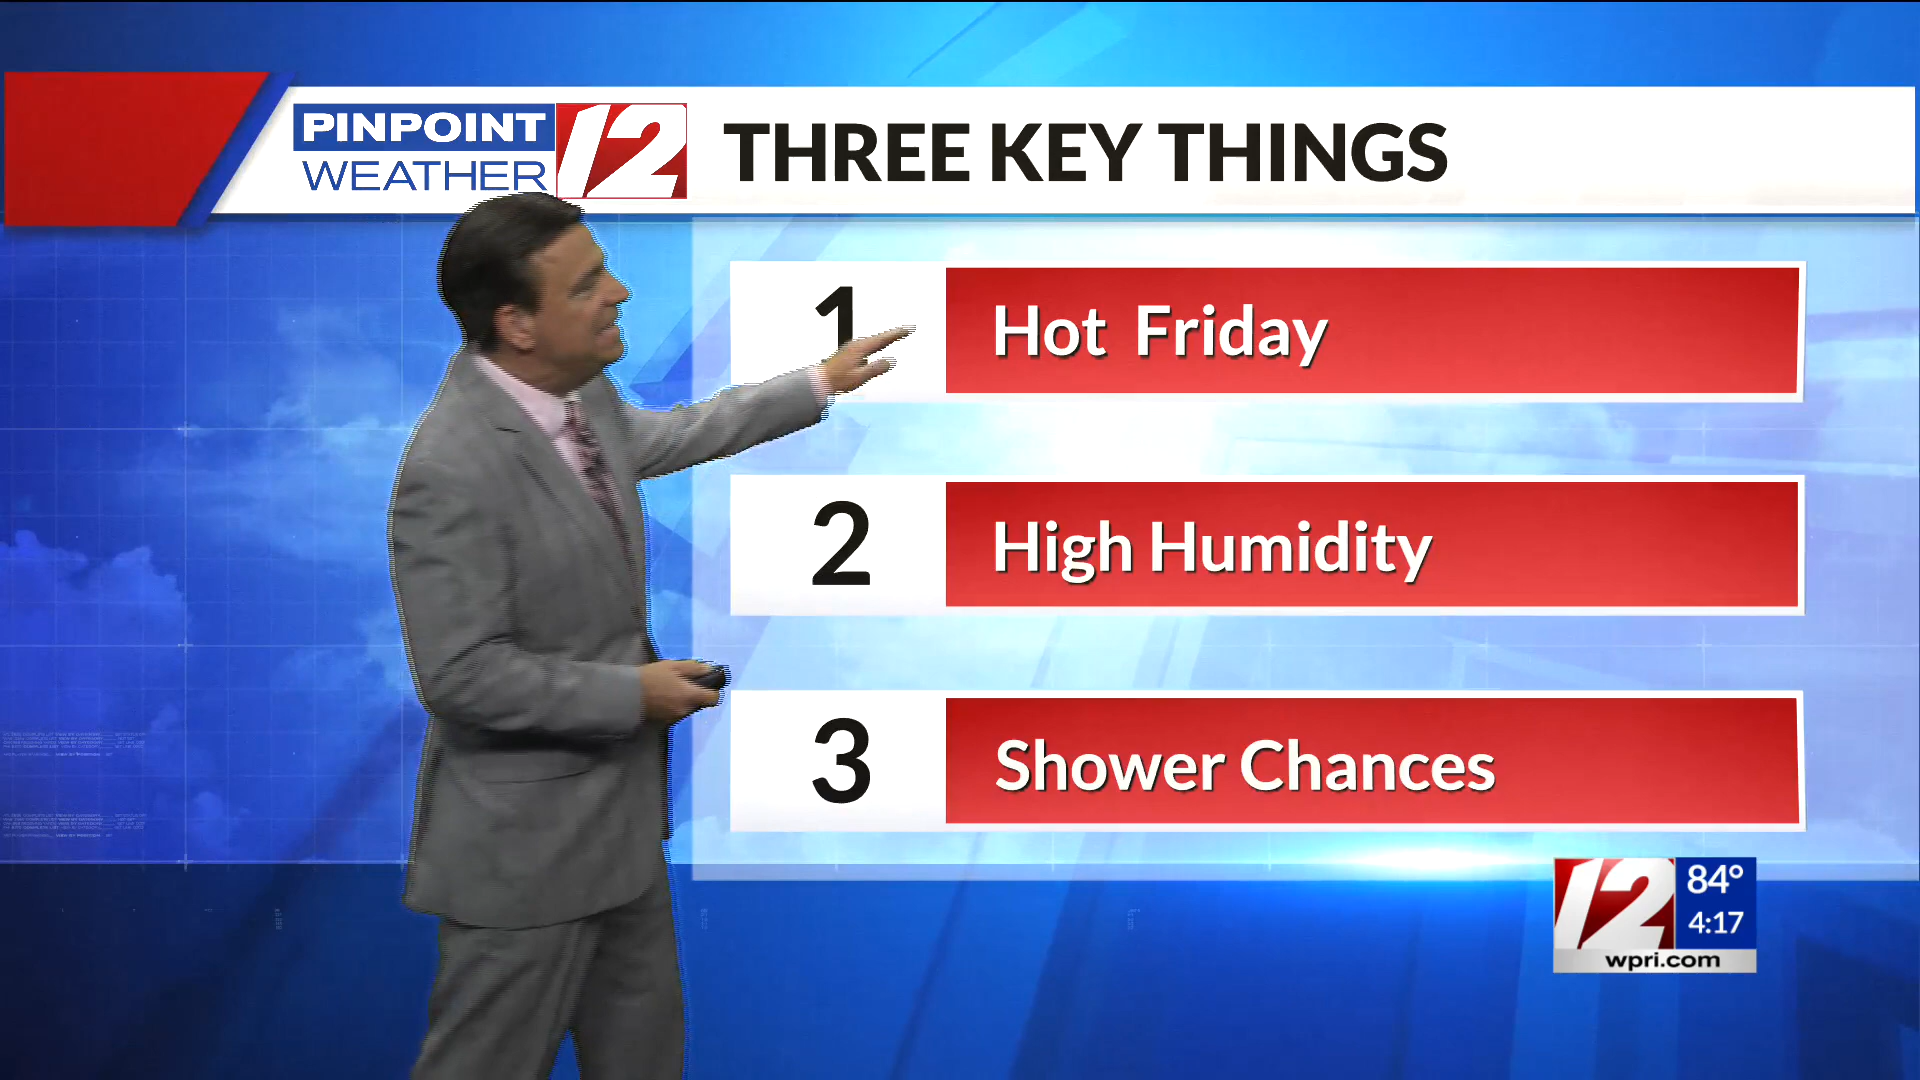 PINPOINT
WEATHER
12
THREE KEY THINGS
1
Hot Friday
2
High Humidity
3
Shower Chances
12
84°
4:17
wpri.com